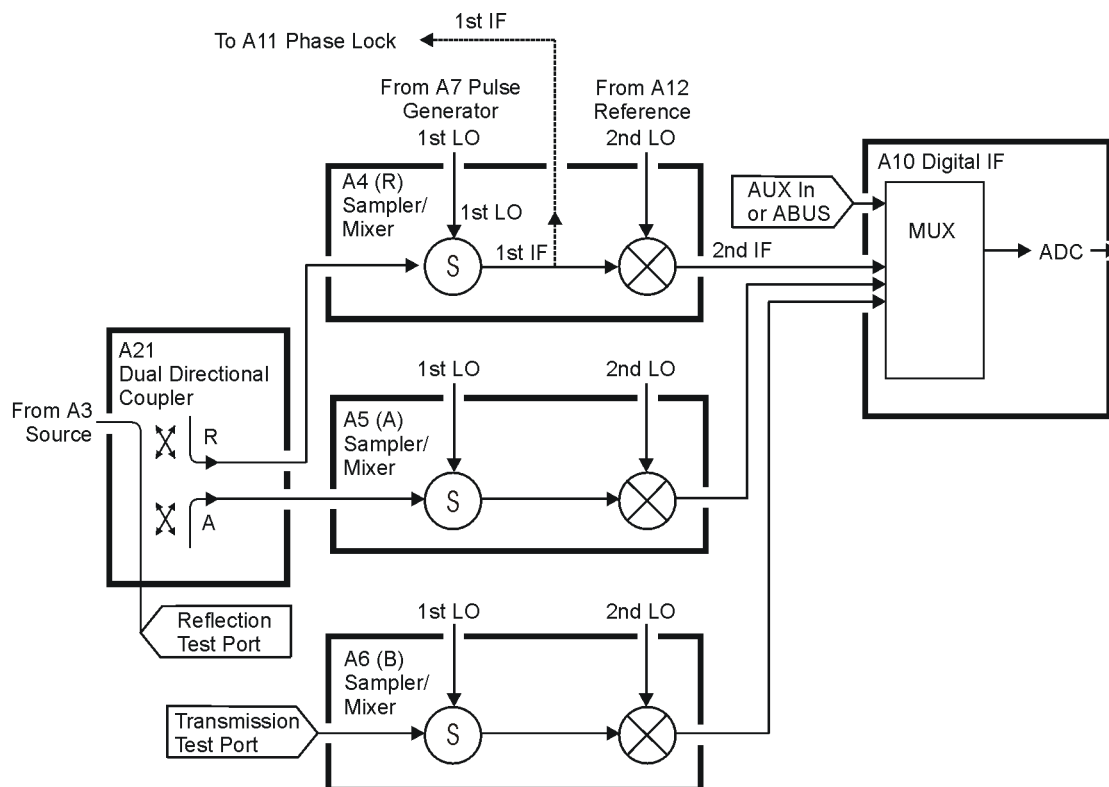 1st IF
To A11 Phase Lock
From A7 Pulse
Generator
1st LO
From A12
Reference
2nd LO
A4 (R)
Sampler/
Mixer
1st LO
S
1st IF
2nd IF
AUX In
or ABUS
A10 Digital IF
MUX
ADC
A21
Dual Directional
Coupler
From A3
Source
R
A
1st LO
2nd LO
A5 (A)
Sampler/
Mixer
S
Reflection
Test Port
1st LO
2nd LO
A6 (B)
Sampler/
Mixer
S
Transmission
Test Port